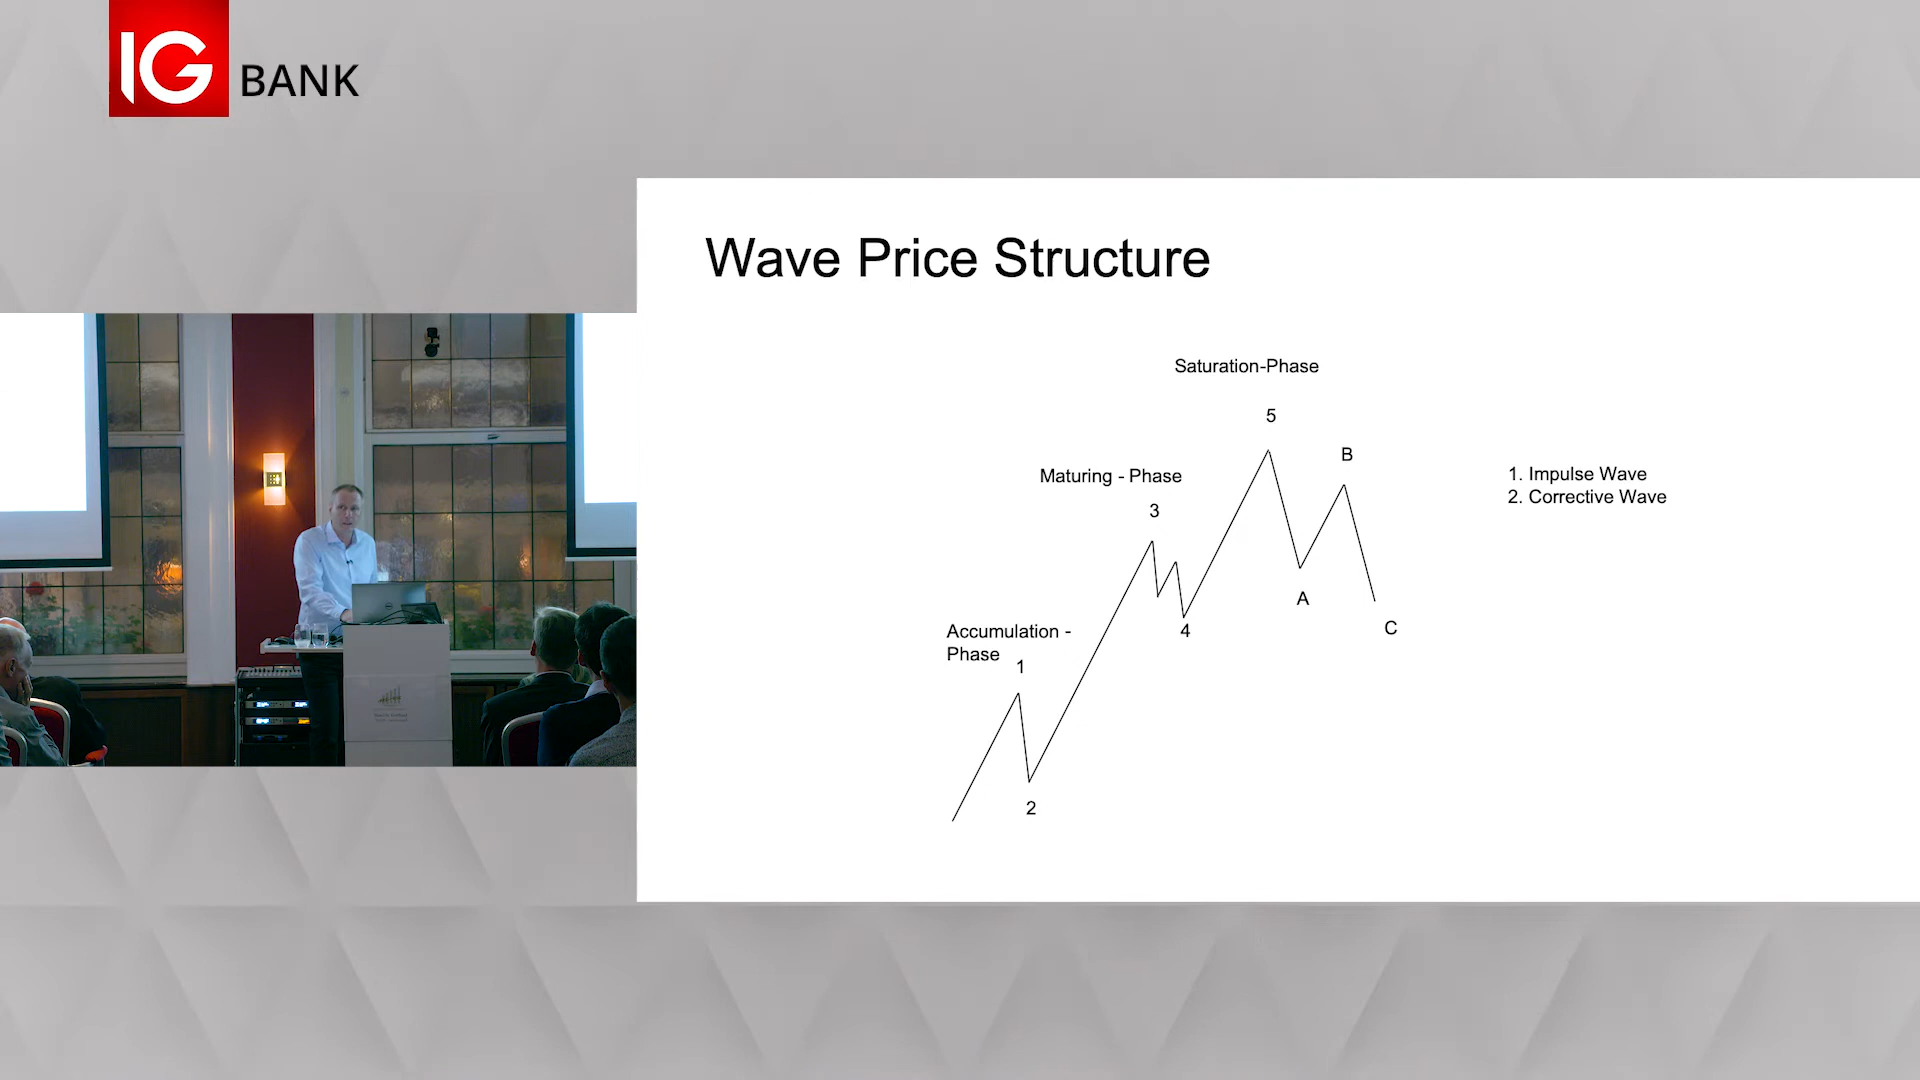 IG BANK
Wave Price Structure
Saturation-Phase
5
B
Maturing - Phase
3
1. Impulse Wave
2. Corrective Wave
A
4
C
Accumulation -
Phase
1
2